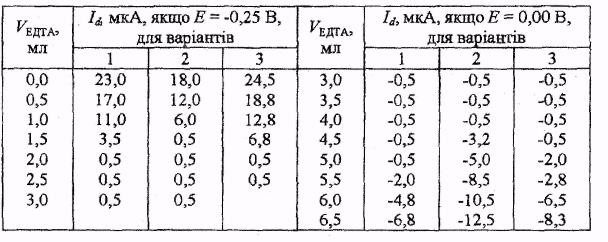 V_ЕДТА, мл | I_d, мкА, якщо E = -0,25 В, для варіантів | V_ЕДТА, мл | I_d, мкА, якщо E = 0,00 В, для варіантів
1 2 3 1 2 3
0,0 23,0 18,0 24,5 3,0 -0,5 -0,5 -0,5
0,5 17,0 12,0 18,8 3,5 -0,5 -0,5 -0,5
1,0 11,0 6,0 12,8 4,0 -0,5 -0,5 -0,5
1,5 3,5 0,5 6,8 4,5 -0,5 -3,2 -0,5
2,0 0,5 0,5 0,5 5,0 -0,5 -5,0 -2,0
2,5 0,5 0,5 0,5 5,5 -2,0 -8,5 -2,8
3,0 0,5 0,5 6,0 -4,8 -10,5 -6,5
6,5 -6,8 -12,5 -8,3